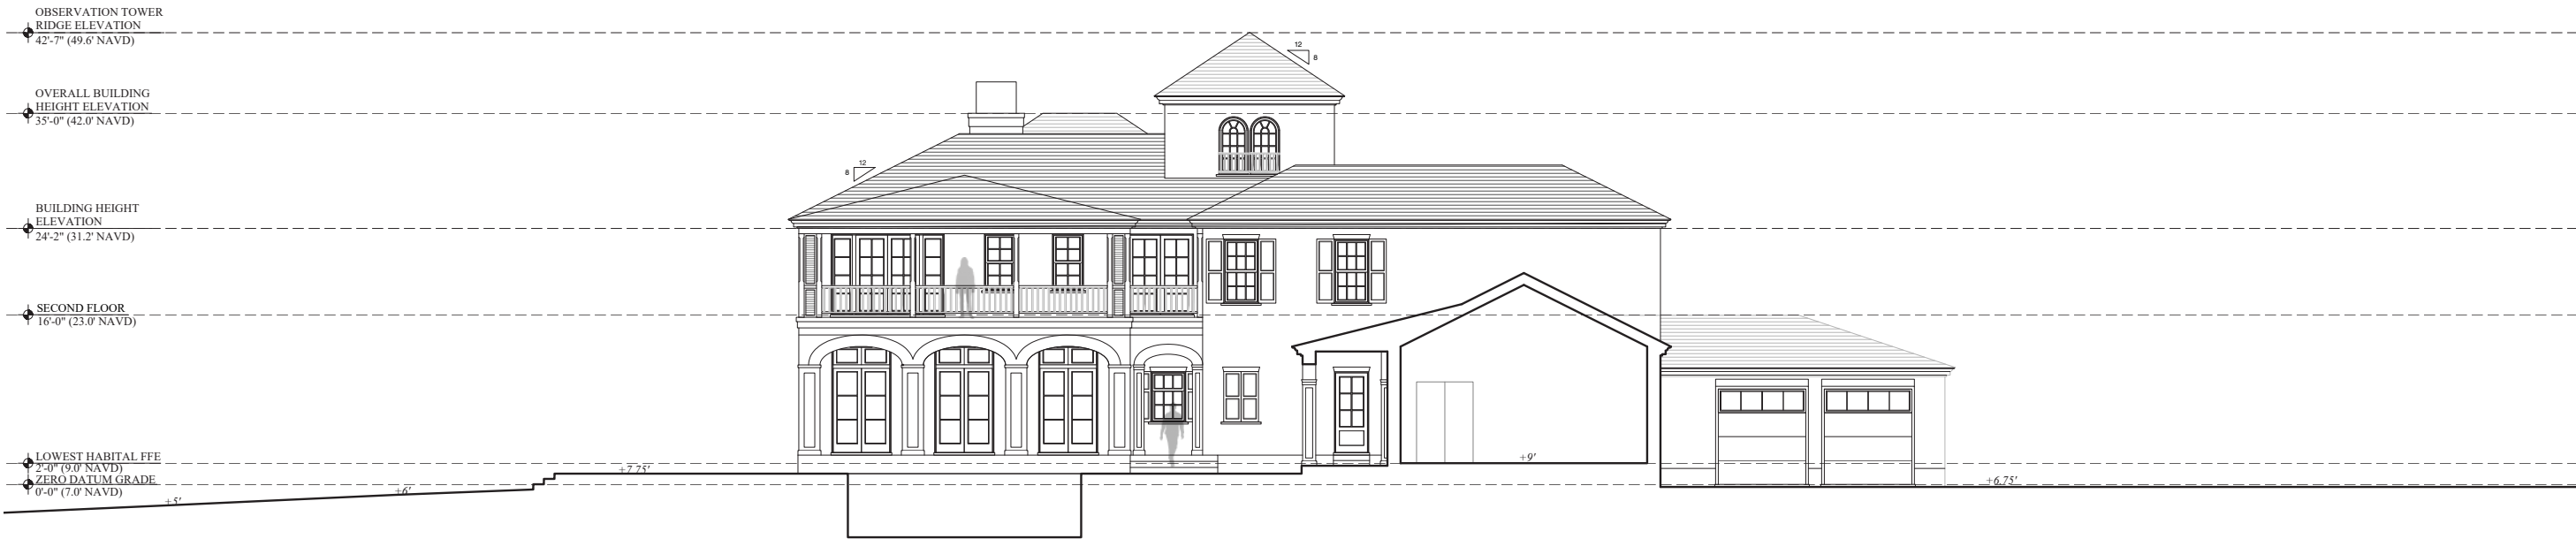 OBSERVATION TOWER
RIDGE ELEVATION
42'-7" (49.6' NAVD)
12
8
OVERALL BUILDING
HEIGHT ELEVATION
35'-0" (42.0' NAVD)
12
8
BUILDING HEIGHT
ELEVATION
24'-2" (31.2' NAVD)
SECOND FLOOR
16'-0" (23.0' NAVD)
LOWEST HABITAL FFE
2'-0" (9.0' NAVD)
ZERO DATUM GRADE
0'-0" (7.0' NAVD)
+5'
+6'
+7.75'
+9'
+6.75'